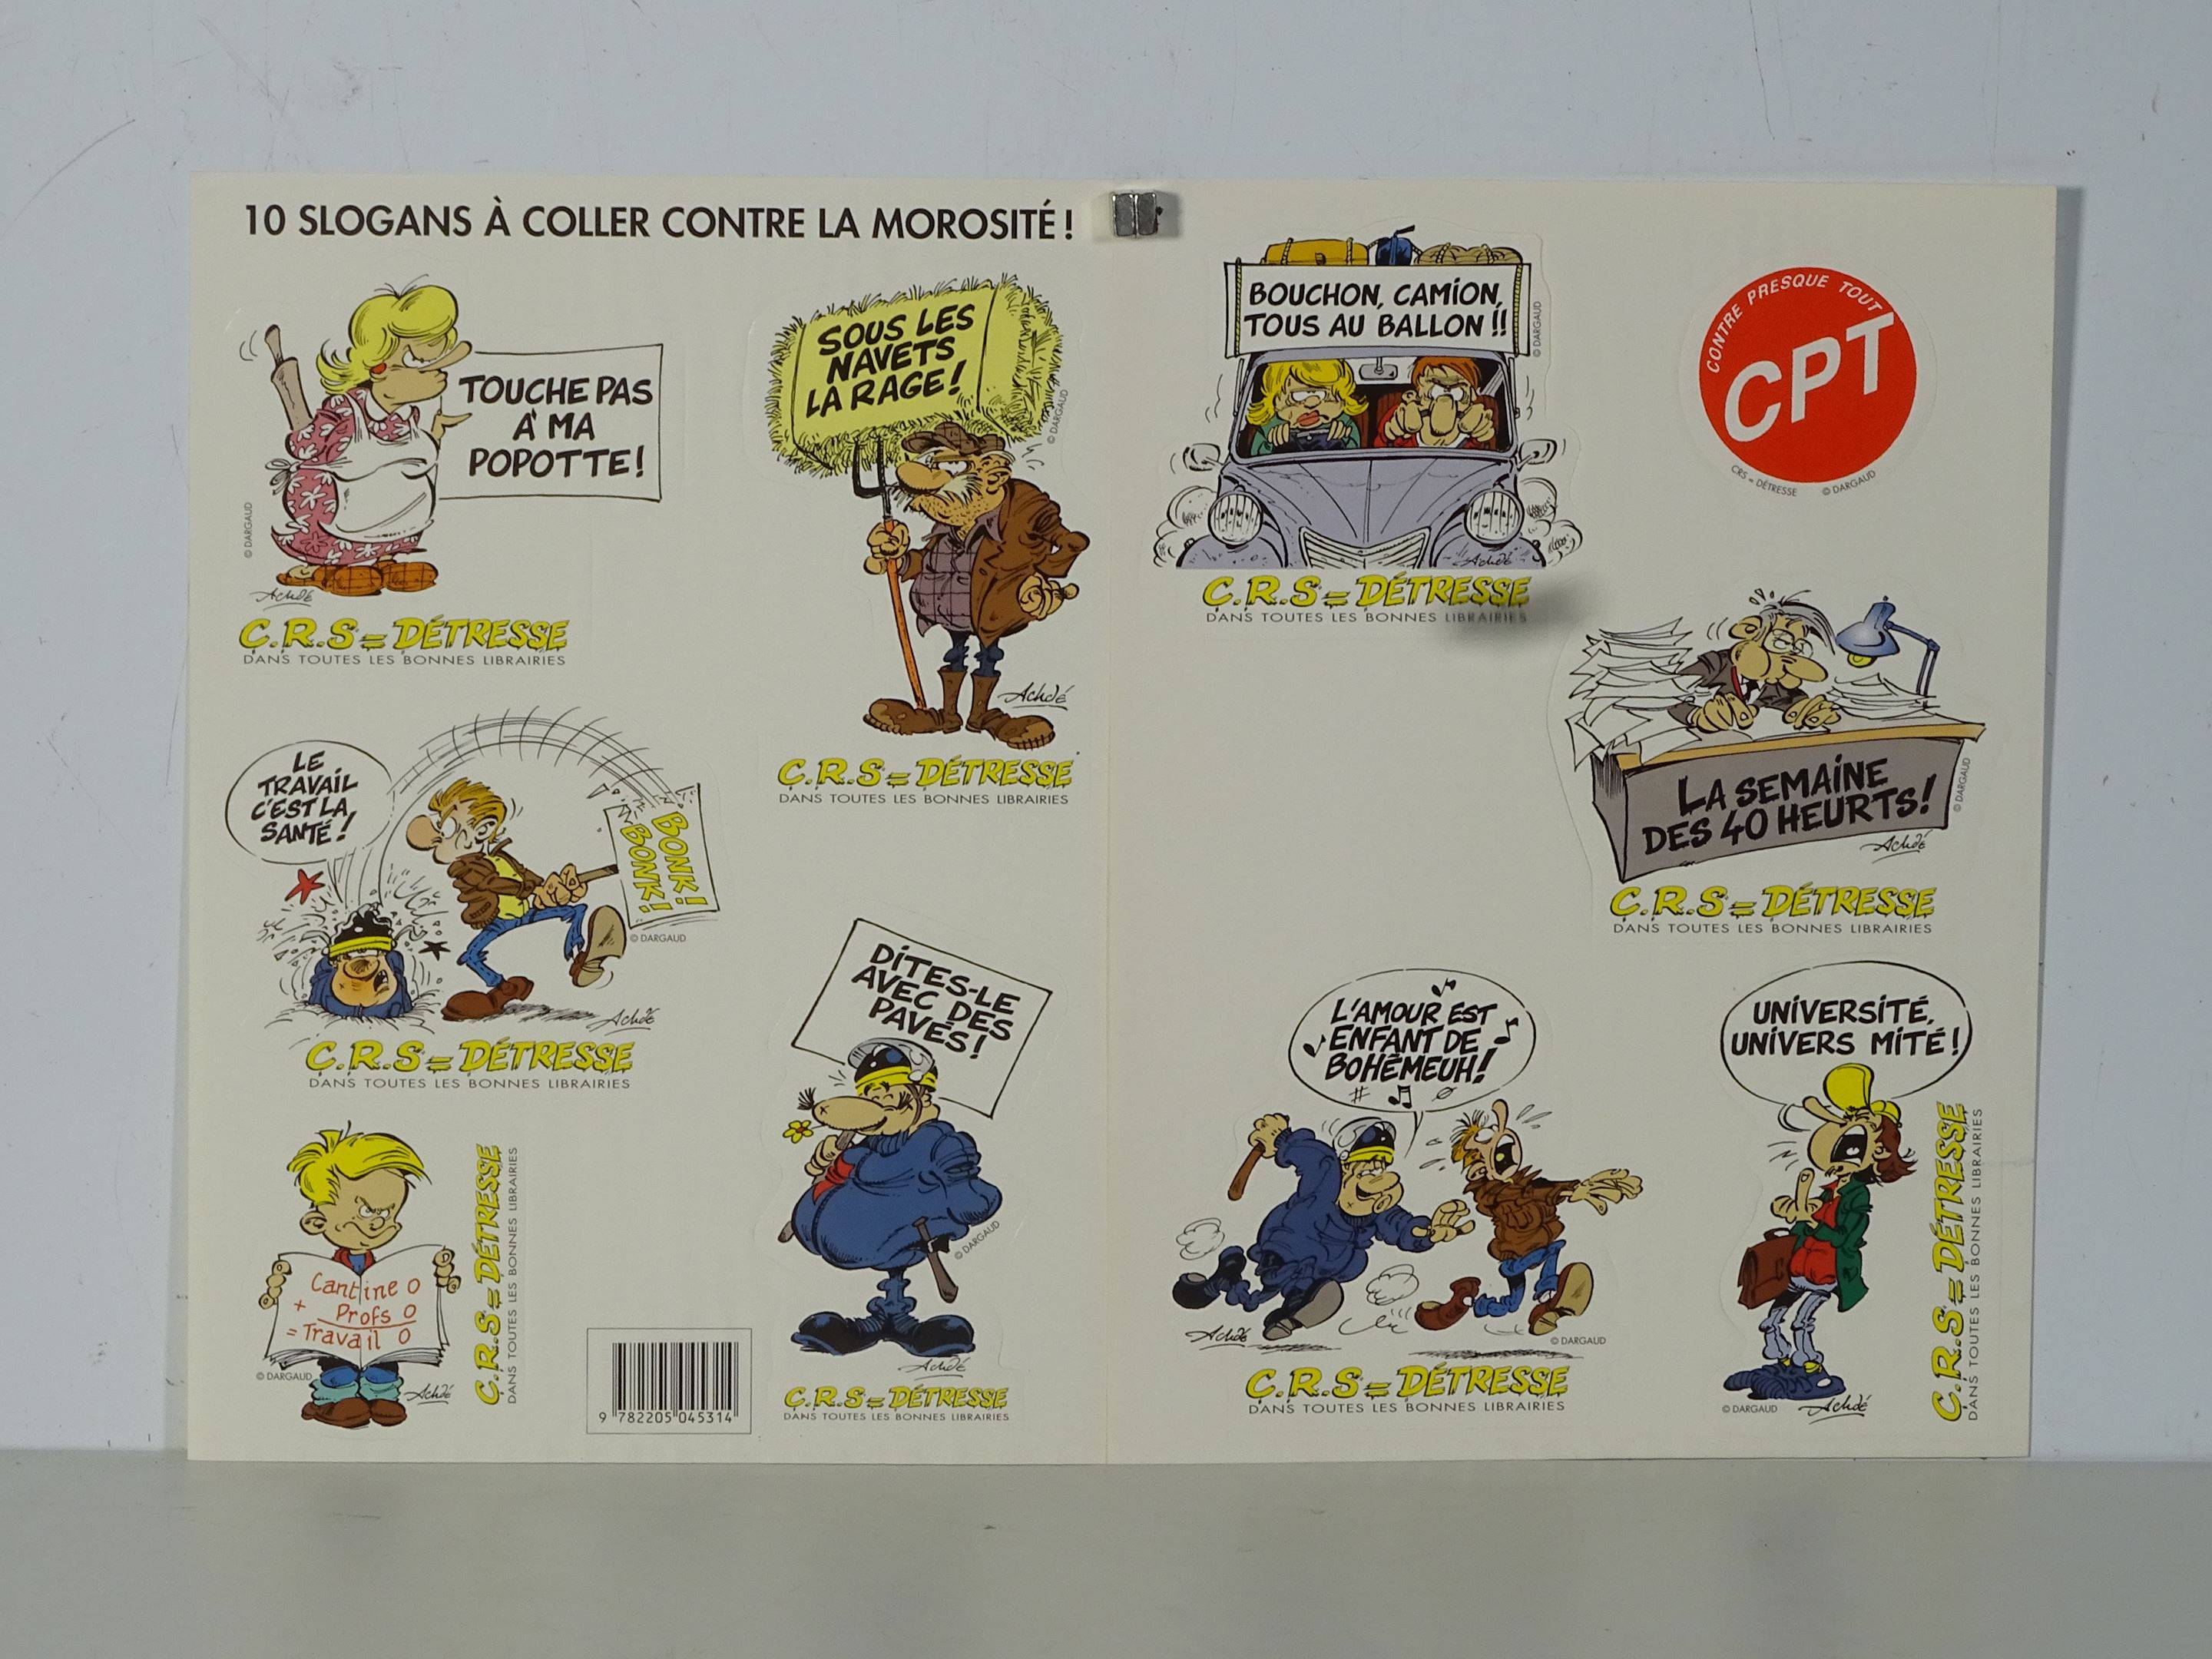 10 SLOGANS À COLLER CONTRE LA MOROSITÉ !
TOUCHE PAS
À MA
POPOTTE !
© DARGAUD
Achdé
C.R.S = DÉTRESSE
DANS TOUTES LES BONNES LIBRAIRIES
SOUS LES
NAVETS
LA RAGE !
© DARGAUD
Achdé
C.R.S = DÉTRESSE
DANS TOUTES LES BONNES LIBRAIRIES
BOUCHON, CAMION,
TOUS AU BALLON !!
© DARGAUD
Achdé
C.R.S = DÉTRESSE
DANS TOUTES LES BONNES LIBRAIRIES
CONTRE PRESQUE TOUT
CPT
CRS = DÉTRESSE © DARGAUD
LE
TRAVAIL
C'EST LA
SANTÉ !
BONK !
BONK !
© DARGAUD
Achdé
C.R.S = DÉTRESSE
DANS TOUTES LES BONNES LIBRAIRIES
LA SEMAINE
DES 40 HEURTS !
© DARGAUD
Achdé
C.R.S = DÉTRESSE
DANS TOUTES LES BONNES LIBRAIRIES
Cantine 0
+ Profs 0
= Travail 0
© DARGAUD
Achdé
C.R.S = DÉTRESSE
DANS TOUTES LES BONNES LIBRAIRIES
9 782205 045314
DITES-LE
AVEC DES
PAVÉS !
© DARGAUD
Achdé
C.R.S = DÉTRESSE
DANS TOUTES LES BONNES LIBRAIRIES
L'AMOUR EST
ENFANT DE
BOHÊMEUH !
© DARGAUD
Achdé
C.R.S = DÉTRESSE
DANS TOUTES LES BONNES LIBRAIRIES
UNIVERSITÉ,
UNIVERS MITÉ !
© DARGAUD
Achdé
C.R.S = DÉTRESSE
DANS TOUTES LES BONNES LIBRAIRIES